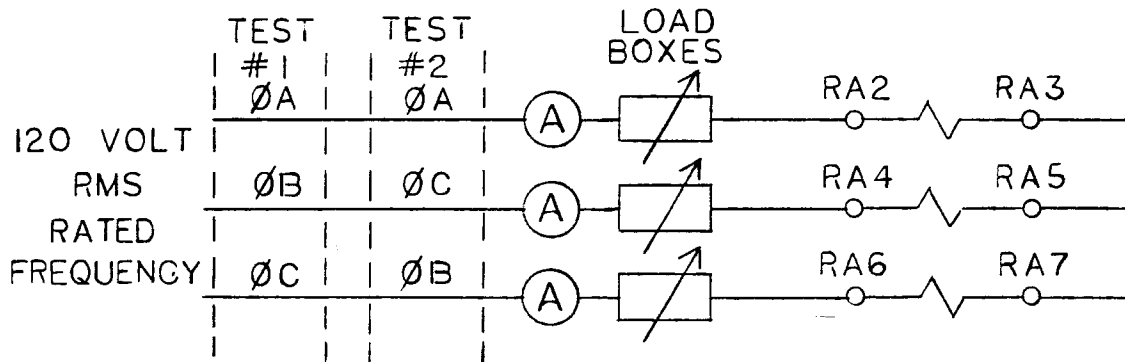 TEST #1
TEST #2
LOAD BOXES
ØA ØA
A
RA2 RA3
120 VOLT
RMS
RATED
FREQUENCY
ØB ØC
A
RA4 RA5
ØC ØB
A
RA6 RA7